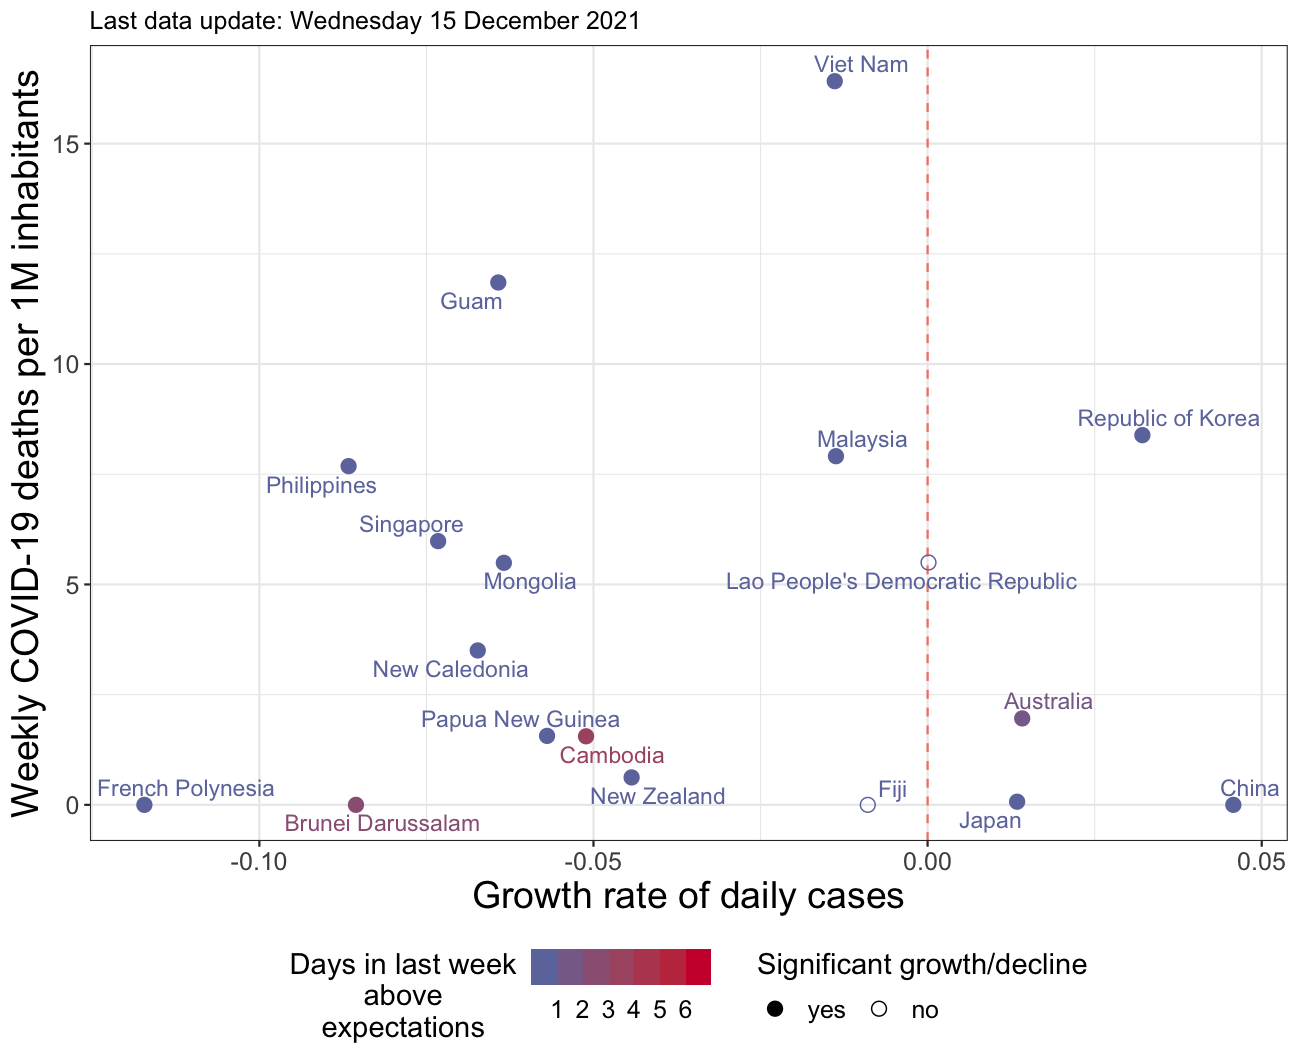 Last data update: Wednesday 15 December 2021
Weekly COVID-19 deaths per 1M inhabitants
15
10
5
0
Viet Nam
Guam
Republic of Korea
Malaysia
Philippines
Singapore
Mongolia
Lao People's Democratic Republic
New Caledonia
Australia
Papua New Guinea
Cambodia
French Polynesia
New Zealand
Fiji
China
Brunei Darussalam
Japan
-0.10
-0.05
0.00
0.05
Growth rate of daily cases
Days in last week
above
expectations
1 2 3 4 5 6
Significant growth/decline
yes
no